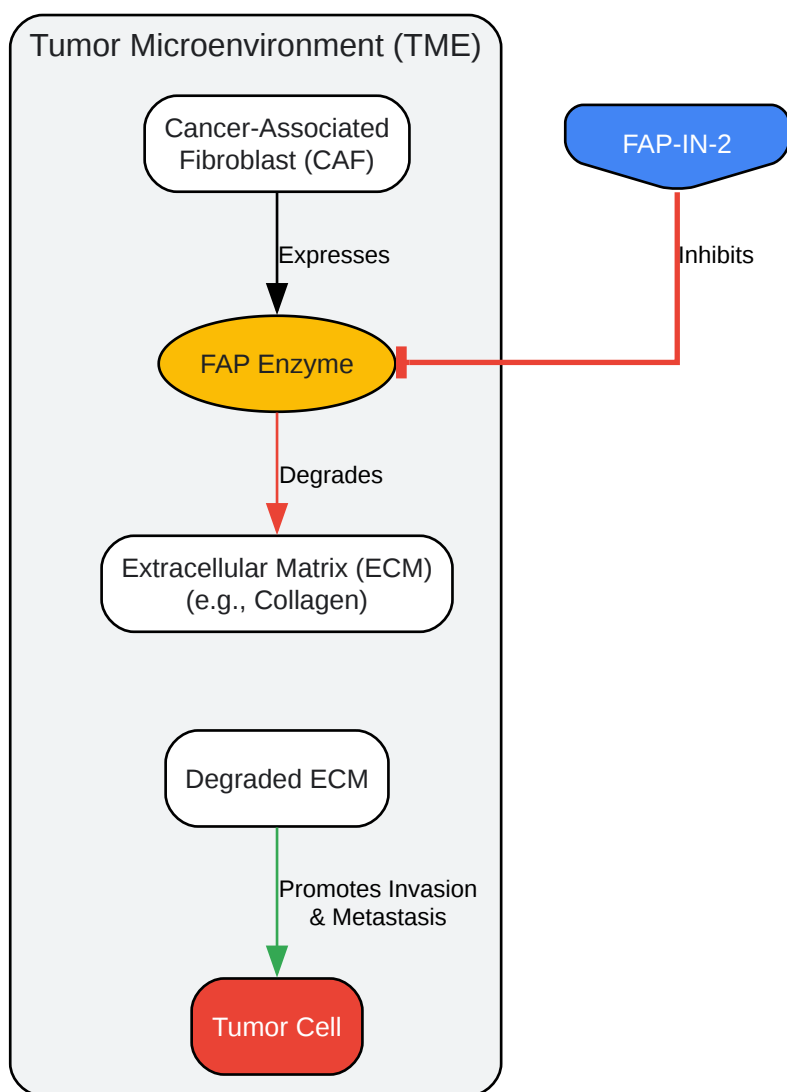 Tumor Microenvironment (TME)
Cancer-Associated
Fibroblast (CAF)
FAP-IN-2
Expresses
Inhibits
FAP Enzyme
Degrades
Extracellular Matrix (ECM)
(e.g., Collagen)
Degraded ECM
Promotes Invasion
& Metastasis
Tumor Cell